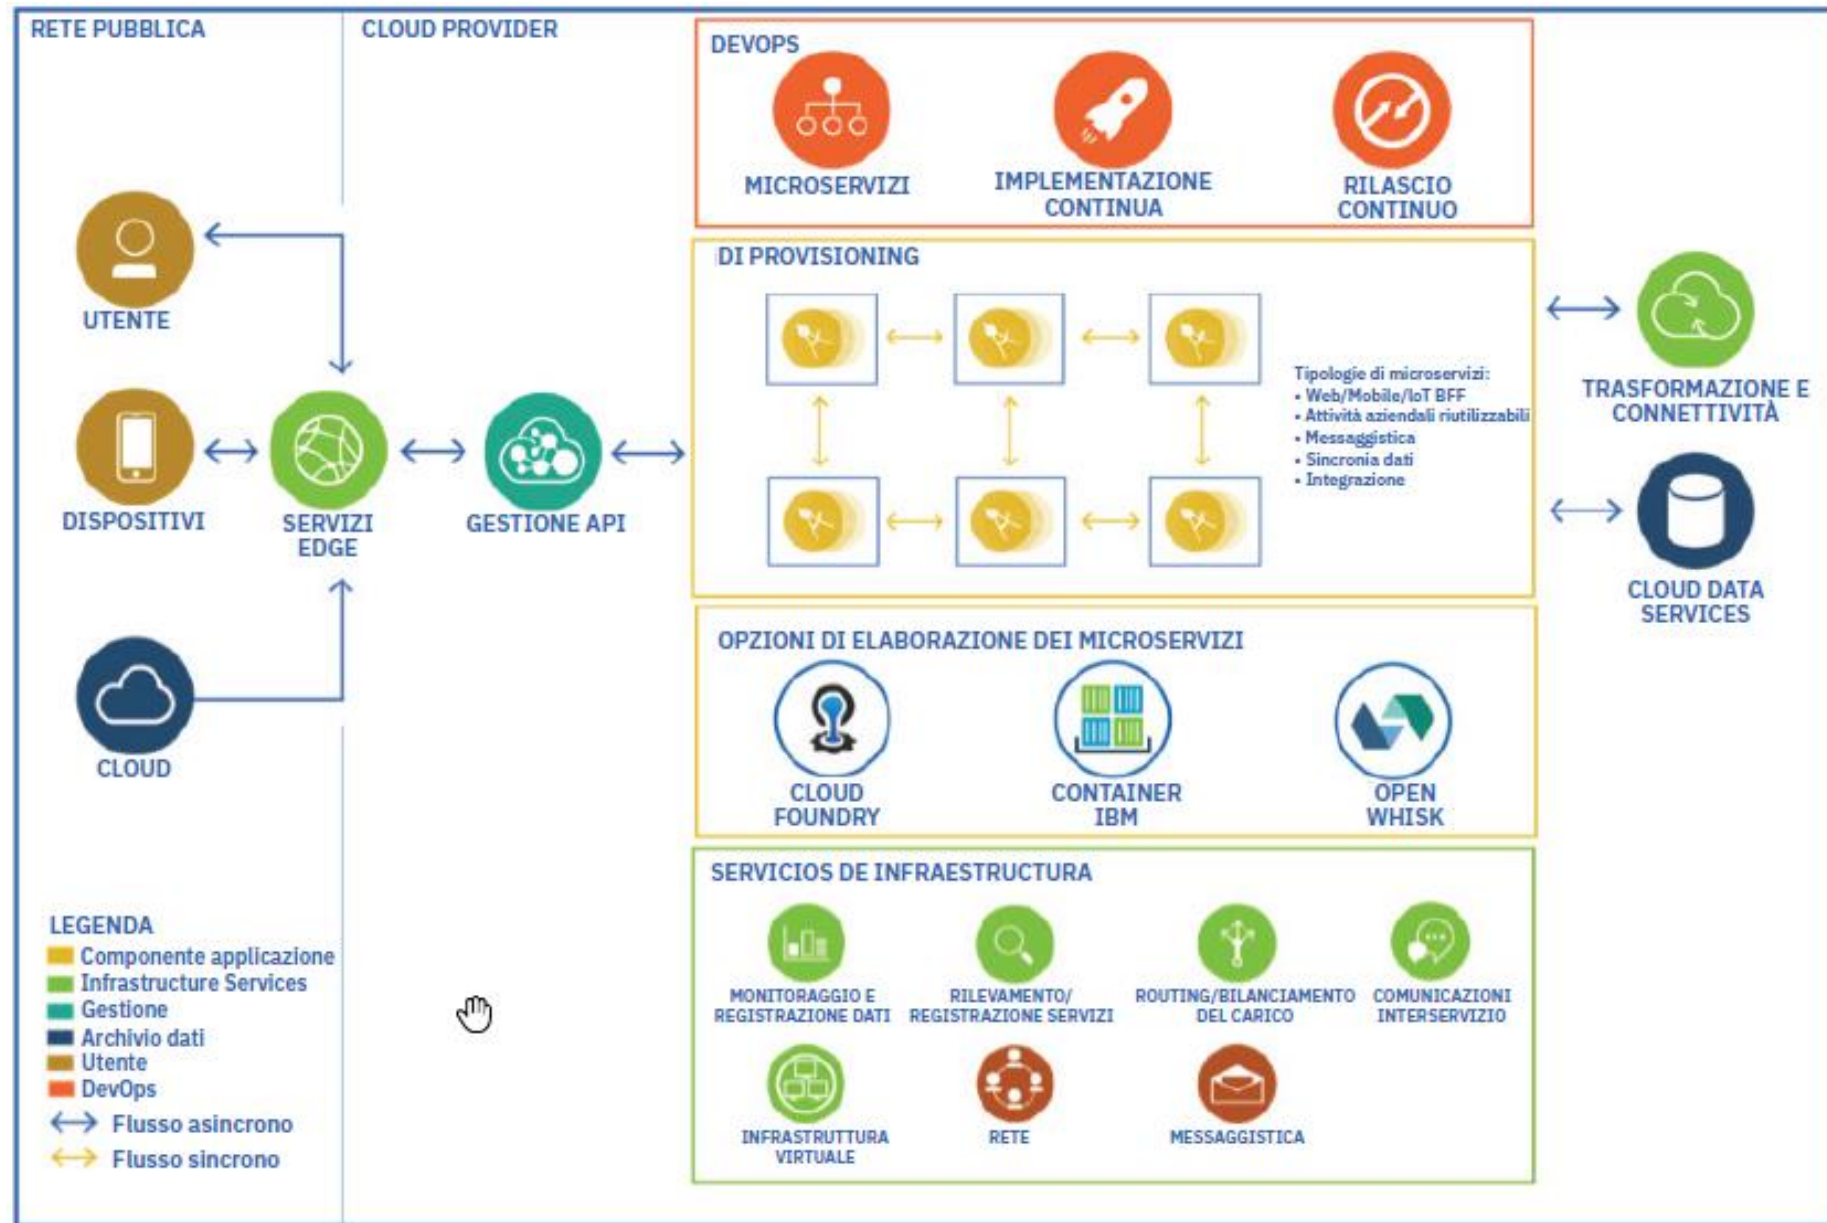 RETE PUBBLICA
CLOUD PROVIDER
DEVOPS
MICROSERVIZI
IMPLEMENTAZIONE
CONTINUA
RILASCIO
CONTINUO
UTENTE
DISPOSITIVI
SERVIZI
EDGE
GESTIONE API
CLOUD
DI PROVISIONING
Tipologie di microservizi:
• Web/Mobile/IoT BFF
• Attività aziendali riutilizzabili
• Messaggistica
• Sincronia dati
• Integrazione
TRASFORMAZIONE E
CONNETTIVITÀ
CLOUD DATA
SERVICES
OPZIONI DI ELABORAZIONE DEI MICROSERVIZI
CLOUD
FOUNDRY
CONTAINER
IBM
OPEN
WHISK
SERVICIOS DE INFRAESTRUCTURA
MONITORAGGIO E
REGISTRAZIONE DATI
RILEVAMENTO/
REGISTRAZIONE SERVIZI
ROUTING/BILANCIAMENTO
DEL CARICO
COMUNICAZIONI
INTERSERVIZIO
INFRASTRUTTURA
VIRTUALE
RETE
MESSAGGISTICA
LEGENDA
Componente applicazione
Infrastructure Services
Gestione
Archivio dati
Utente
DevOps
Flusso asincrono
Flusso sincrono